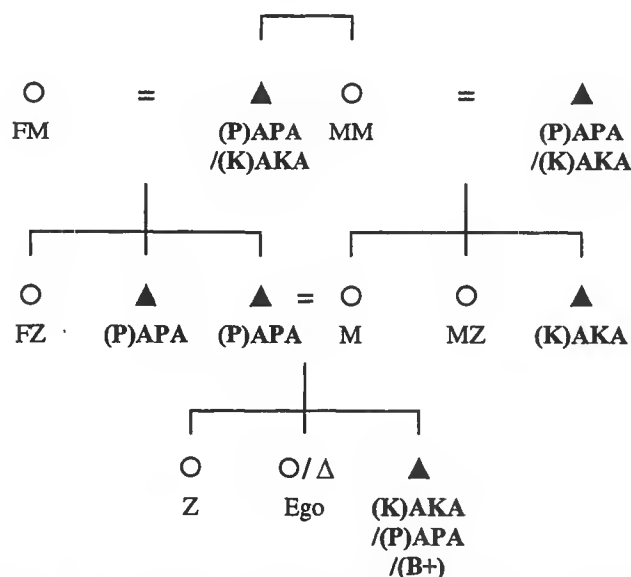 =
=
FM
(P)APA
/(K)AKA
MM
(P)APA
/(K)AKA
=
FZ
(P)APA
(P)APA
M
MZ
(K)AKA
/ Δ
Z
Ego
(K)AKA
/(P)APA
/(B+)